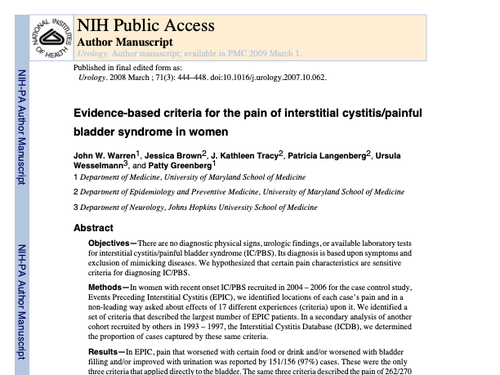 NIH Public Access
Author Manuscript
Urology. Author manuscript; available in PMC 2009 March 1.
Published in final edited form as:
Urology. 2008 March ; 71(3): 444–448. doi:10.1016/j.urology.2007.10.062.
Evidence-based criteria for the pain of interstitial cystitis/painful
bladder syndrome in women
John W. Warren1, Jessica Brown2, J. Kathleen Tracy2, Patricia Langenberg2, Ursula
Wesselmann3, and Patty Greenberg1
1 Department of Medicine, University of Maryland School of Medicine
2 Department of Epidemiology and Preventive Medicine, University of Maryland School of Medicine
3 Department of Neurology, Johns Hopkins University School of Medicine
Abstract
Objectives—There are no diagnostic physical signs, urologic findings, or available laboratory tests
for interstitial cystitis/painful bladder syndrome (IC/PBS). Its diagnosis is based upon symptoms and
exclusion of mimicking diseases. We hypothesized that certain pain characteristics are sensitive
criteria for diagnosing IC/PBS.
Methods—In women with recent onset IC/PBS recruited in 2004 – 2006 for the case control study,
Events Preceding Interstitial Cystitis (EPIC), we identified locations of each case's pain and in a
non-leading way asked about effects of 17 different experiences (criteria) upon it. We identified a
set of criteria that described the largest number of EPIC patients. In a secondary analysis of another
cohort recruited by others in 1993 – 1997, the Interstitial Cystitis Database (ICDB), we determined
the proportion of cases captured by these same criteria.
Results—In EPIC, pain that worsened with certain food or drink and/or worsened with bladder
filling and/or improved with urination was reported by 151/156 (97%) cases. These were the only
three criteria that applied directly to the bladder. The same three criteria described the pain of 262/270
NIH-PA Author Manuscript
NIH-PA Author Manuscript
NATIONAL INSTITUTES
OF HEALTH